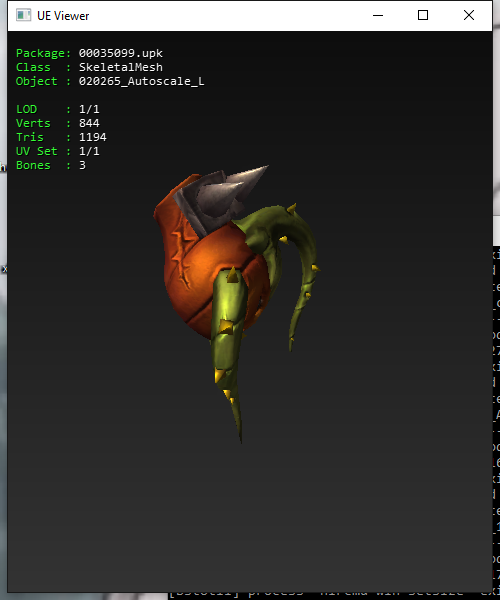 UE Viewer
Package: 00035099.upk
Class  : SkeletalMesh
Object : 020265_Autoscale_L
LOD    : 1/1
Verts  : 844
Tris   : 1194
UV Set : 1/1
Bones  : 3